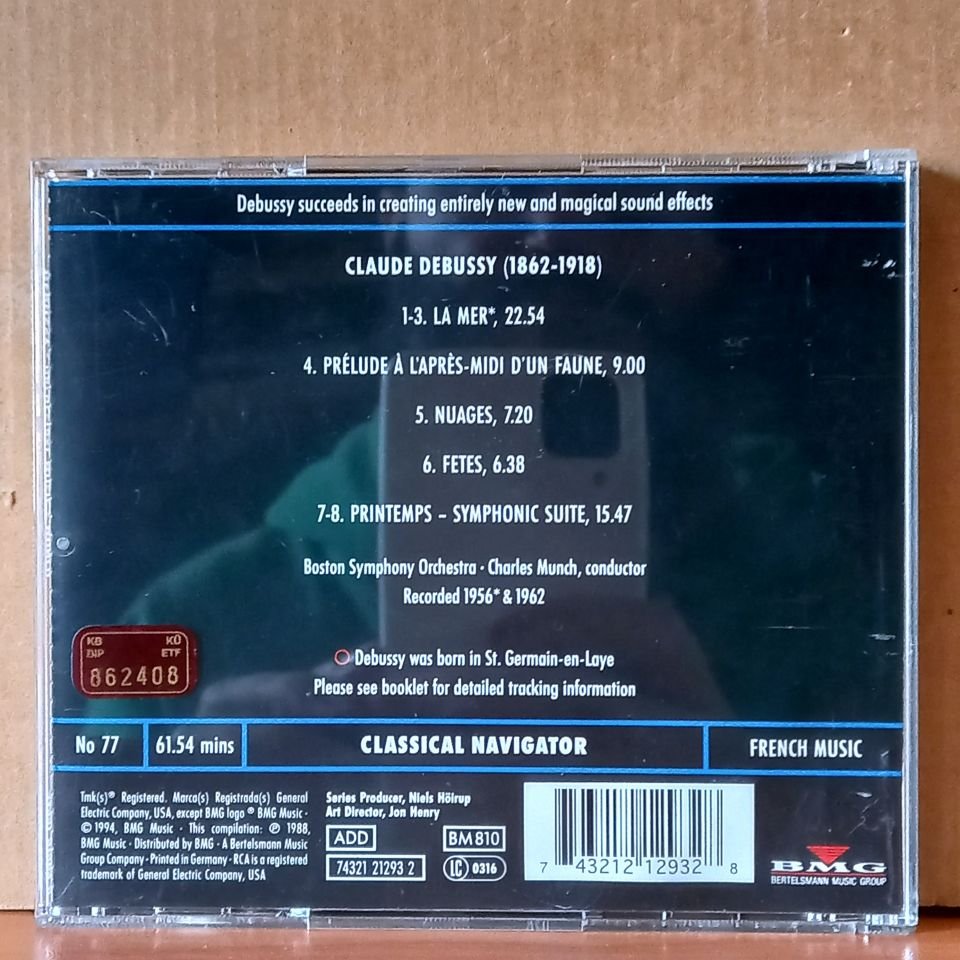 Debussy succeeds in creating entirely new and magical sound effects
CLAUDE DEBUSSY (1862-1918)
1-3. LA MER*, 22.54
4. PRÉLUDE À L'APRÈS-MIDI D'UN FAUNE, 9.00
5. NUAGES, 7.20
6. FETES, 6.38
7-8. PRINTEMPS – SYMPHONIC SUITE, 15.47
Boston Symphony Orchestra · Charles Munch, conductor
Recorded 1956* & 1962
Debussy was born in St. Germain-en-Laye
Please see booklet for detailed tracking information
KB KÜ
DIP ETF
862408
No 77
61.54 mins
CLASSICAL NAVIGATOR
FRENCH MUSIC
Tmk(s)® Registered. Marca(s) Registrada(s) General
Electric Company, USA, except BMG logo ® BMG Music ·
© 1994, BMG Music · This compilation: ℗ 1988,
BMG Music · Distributed by BMG · A Bertelsmann Music
Group Company · Printed in Germany · RCA is a registered
trademark of General Electric Company, USA
Series Producer, Niels Höirup
Art Director, Jon Henry
ADD
BM 810
74321 21293 2
LC 0316
7 43212 12932 8
BMG
BERTELSMANN MUSIC GROUP